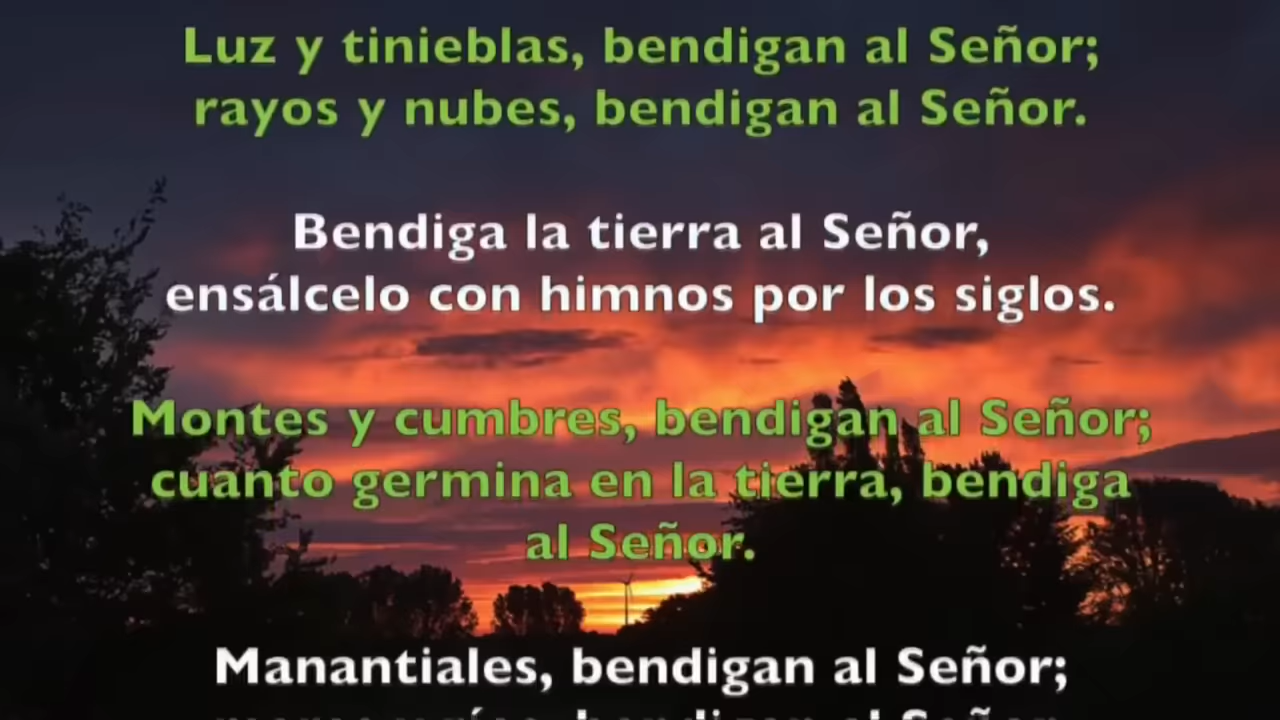 Luz y tinieblas, bendigan al Señor;
rayos y nubes, bendigan al Señor.
Bendiga la tierra al Señor,
ensálcelo con himnos por los siglos.
Montes y cumbres, bendigan al Señor;
cuanto germina en la tierra, bendiga
al Señor.
Manantiales, bendigan al Señor;